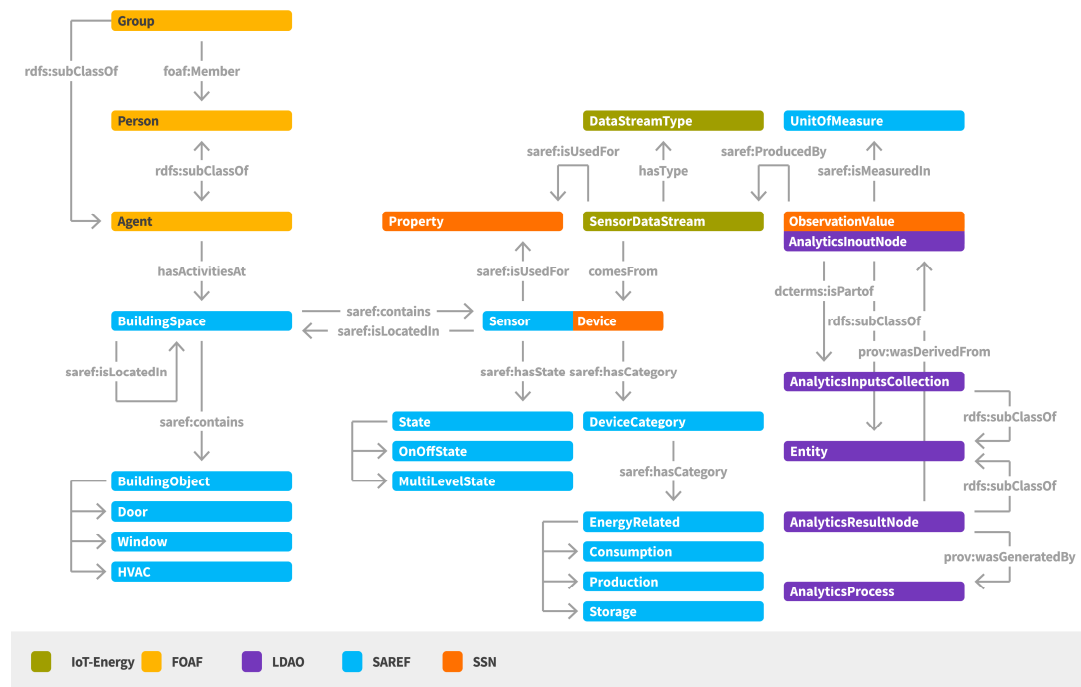 Group
rdfs:subClassOf
foaf:Member
Person
DataStreamType
UnitOfMeasure
saref:isUsedFor
saref:ProducedBy
rdfs:subClassOf
hasType
saref:isMeasuredIn
Agent
Property
SensorDataStream
ObservationValue
AnalyticsInoutNode
hasActivitiesAt
saref:isUsedFor
comesFrom
dcterms:isPartof
saref:contains
BuildingSpace
Sensor
Device
rdfs:subClassOf
saref:isLocatedIn
prov:wasDerivedFrom
saref:isLocatedIn
saref:hasState
saref:hasCategory
AnalyticsInputsCollection
saref:contains
State
DeviceCategory
rdfs:subClassOf
OnOffState
Entity
saref:hasCategory
BuildingObject
MultiLevelState
rdfs:subClassOf
Door
EnergyRelated
AnalyticsResultNode
Window
Consumption
prov:wasGeneratedBy
HVAC
Production
AnalyticsProcess
Storage
IoT-Energy
FOAF
LDAO
SAREF
SSN